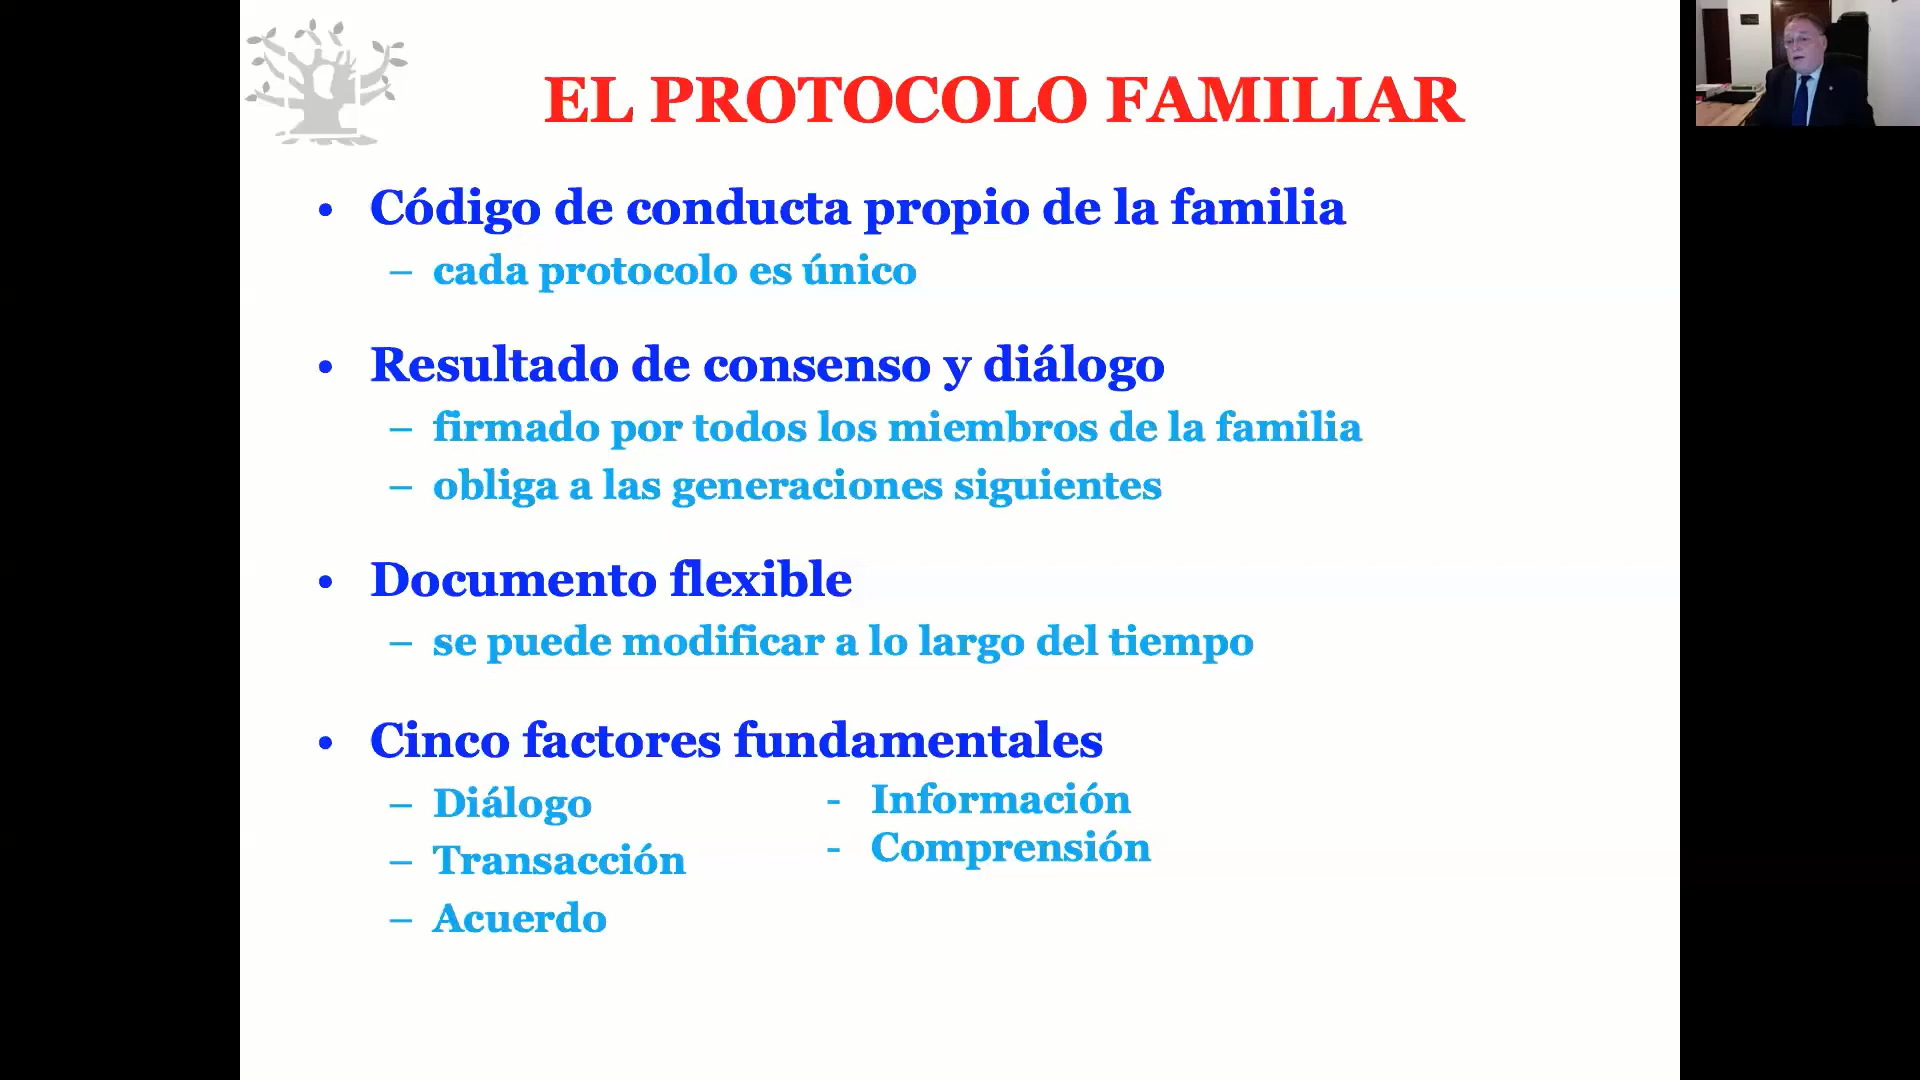 EL PROTOCOLO FAMILIAR
• Código de conducta propio de la familia
– cada protocolo es único
• Resultado de consenso y diálogo
– firmado por todos los miembros de la familia
– obliga a las generaciones siguientes
• Documento flexible
– se puede modificar a lo largo del tiempo
• Cinco factores fundamentales
– Diálogo
– Transacción
– Acuerdo
- Información
- Comprensión